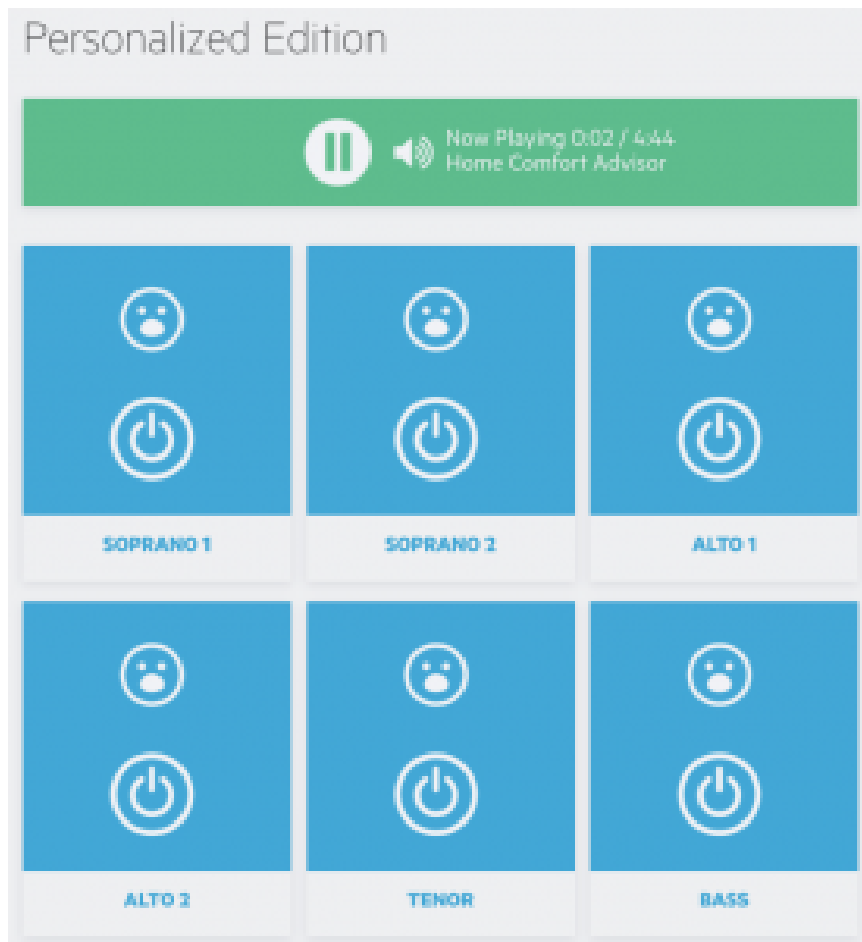 Personalized Edition
Now Playing 0:02 / 4:44
Home Comfort Advisor
SOPRANO 1
SOPRANO 2
ALTO 1
ALTO 2
TENOR
BASS